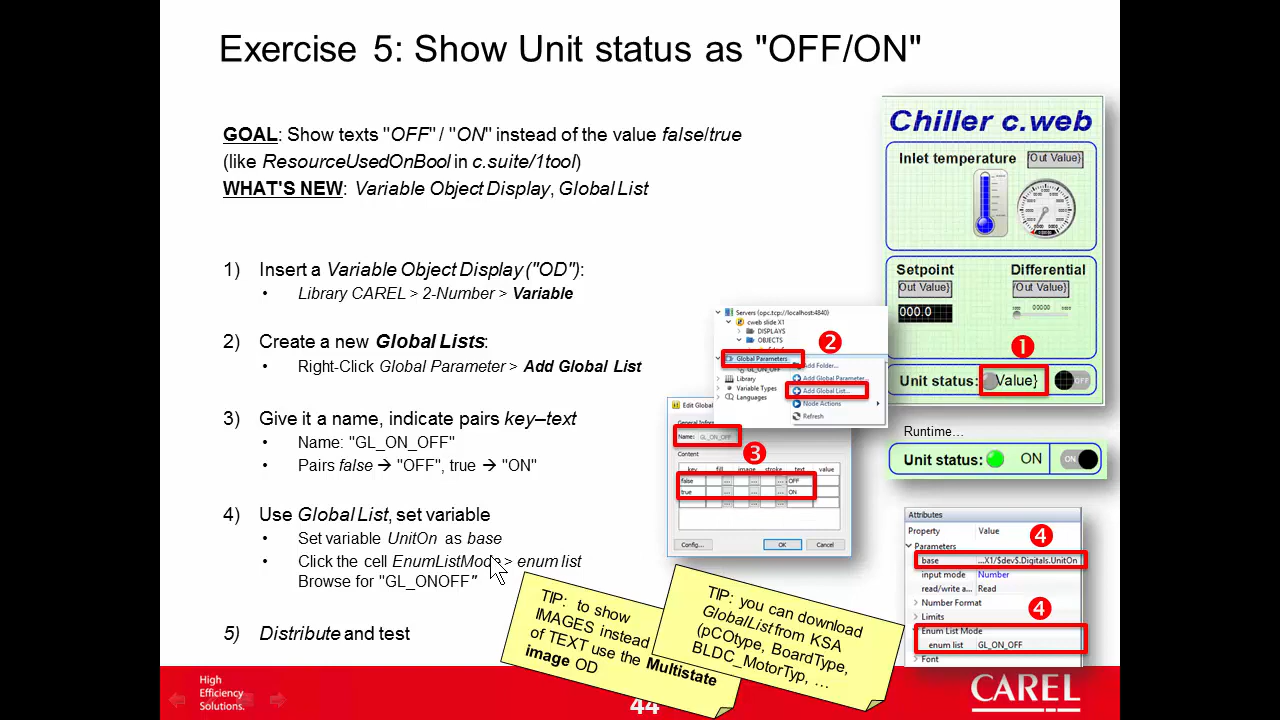 Exercise 5: Show Unit status as "OFF/ON"
GOAL: Show texts "OFF" / "ON" instead of the value false/true
(like ResourceUsedOnBool in c.suite/1tool)
WHAT'S NEW: Variable Object Display, Global List
1) Insert a Variable Object Display ("OD"):
• Library CAREL > 2-Number > Variable
2) Create a new Global Lists:
• Right-Click Global Parameter > Add Global List
3) Give it a name, indicate pairs key–text
• Name: "GL_ON_OFF"
• Pairs false → "OFF", true → "ON"
4) Use Global List, set variable
• Set variable UnitOn as base
• Click the cell EnumListMode > enum list
Browse for "GL_ONOFF"
5) Distribute and test
Chiller c.web
Inlet temperature
Out Value}
Setpoint
Differential
Out Value}
Out Value}
000.0
00000
1
Unit status:
Value}
OFF
Runtime...
Unit status:
ON
ON
2
Servers (opc.tcp://localhost:4840)
cweb slide X1
DISPLAYS
OBJECTS
Global Parameters
GL_ON_OFF
Library
Variable Types
Languages
Add Folder...
Add Global Parameter...
Add Global List...
Node Actions
Refresh
3
Edit Global
General Infor
Name: GL_ON_OFF
Content
key fill image stroke text value
false ... ... ... OFF
true ... ... ... ON
Config...
OK
Cancel
Attributes
Property Value
4
Parameters
base ...X1/$dev$.Digitals.UnitOn
input mode Number
read/write a... Read
Number Format
4
Limits
Enum List Mode
enum list GL_ON_OFF
Font
TIP: to show
IMAGES instead
of TEXT use the Multistate
image OD
TIP: you can download
GlobalList from KSA
(pCOtype, BoardType,
BLDC_MotorTyp, …
High
Efficiency
Solutions.
44
CAREL